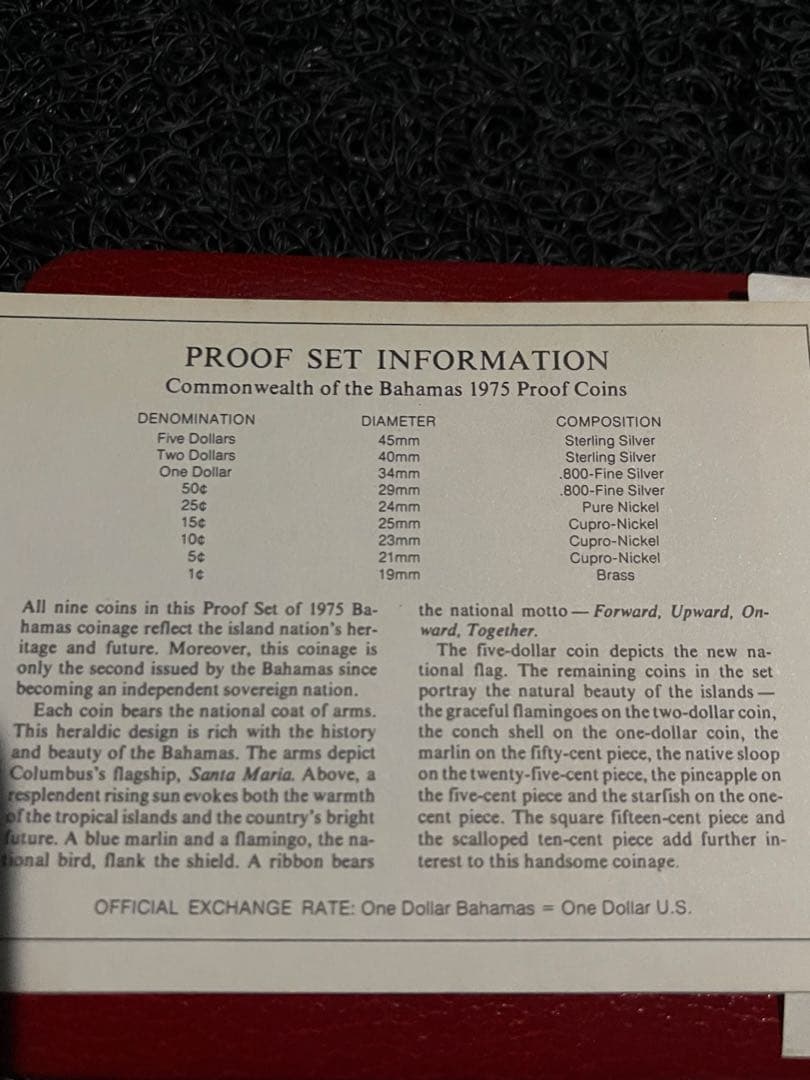 PROOF SET INFORMATION
Commonwealth of the Bahamas 1975 Proof Coins
DENOMINATION DIAMETER COMPOSITION
Five Dollars 45mm Sterling Silver
Two Dollars 40mm Sterling Silver
One Dollar 34mm .800-Fine Silver
50¢ 29mm .800-Fine Silver
25¢ 24mm Pure Nickel
15¢ 25mm Cupro-Nickel
10¢ 23mm Cupro-Nickel
5¢ 21mm Cupro-Nickel
1¢ 19mm Brass
All nine coins in this Proof Set of 1975 Ba-
hamas coinage reflect the island nation's her-
itage and future. Moreover, this coinage is
only the second issued by the Bahamas since
becoming an independent sovereign nation.
Each coin bears the national coat of arms.
This heraldic design is rich with the history
and beauty of the Bahamas. The arms depict
Columbus's flagship, Santa Maria. Above, a
resplendent rising sun evokes both the warmth
of the tropical islands and the country's bright
future. A blue marlin and a flamingo, the na-
tional bird, flank the shield. A ribbon bears
the national motto — Forward, Upward, On-
ward, Together.
The five-dollar coin depicts the new na-
tional flag. The remaining coins in the set
portray the natural beauty of the islands —
the graceful flamingoes on the two-dollar coin,
the conch shell on the one-dollar coin, the
marlin on the fifty-cent piece, the native sloop
on the twenty-five-cent piece, the pineapple on
the five-cent piece and the starfish on the one-
cent piece. The square fifteen-cent piece and
the scalloped ten-cent piece add further in-
terest to this handsome coinage.
OFFICIAL EXCHANGE RATE: One Dollar Bahamas = One Dollar U.S.